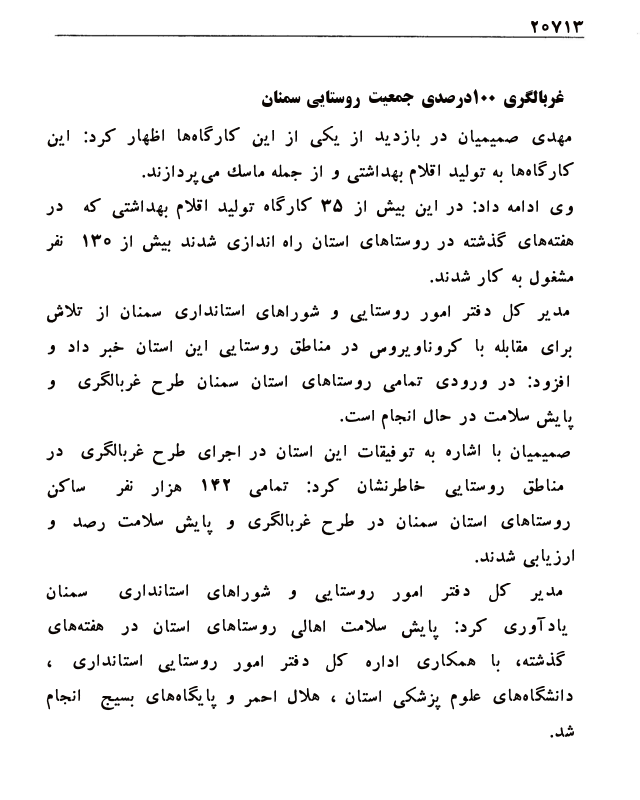 ۲۰۷۱۳
غربالگری ۱۰۰درصدی جمعیت روستایی سمنان
مهدی صمیمیان در بازدید از یکی از این کارگاه‌ها اظهار کرد: این
کارگاه‌ها به تولید اقلام بهداشتی و از جمله ماسك می‌پردازند.
وی ادامه داد: در این بیش از ۳۵ کارگاه تولید اقلام بهداشتی که در
هفته‌های گذشته در روستاهای استان راه اندازی شدند بیش از ۱۳۰ نفر
مشغول به کار شدند.
مدیر کل دفتر امور روستایی و شوراهای استانداری سمنان از تلاش
برای مقابله با کروناویروس در مناطق روستایی این استان خبر داد و
افزود: در ورودی تمامی روستاهای استان سمنان طرح غربالگری و
پایش سلامت در حال انجام است.
صمیمیان با اشاره به توفیقات این استان در اجرای طرح غربالگری در
مناطق روستایی خاطرنشان کرد: تمامی ۱۴۲ هزار نفر ساکن
روستاهای استان سمنان در طرح غربالگری و پایش سلامت رصد و
ارزیابی شدند.
مدیر کل دفتر امور روستایی و شوراهای استانداری سمنان
یادآوری کرد: پایش سلامت اهالی روستاهای استان در هفته‌های
گذشته، با همکاری اداره کل دفتر امور روستایی استانداری ،
دانشگاه‌های علوم پزشکی استان ، هلال احمر و پایگاه‌های بسیج انجام
شد.